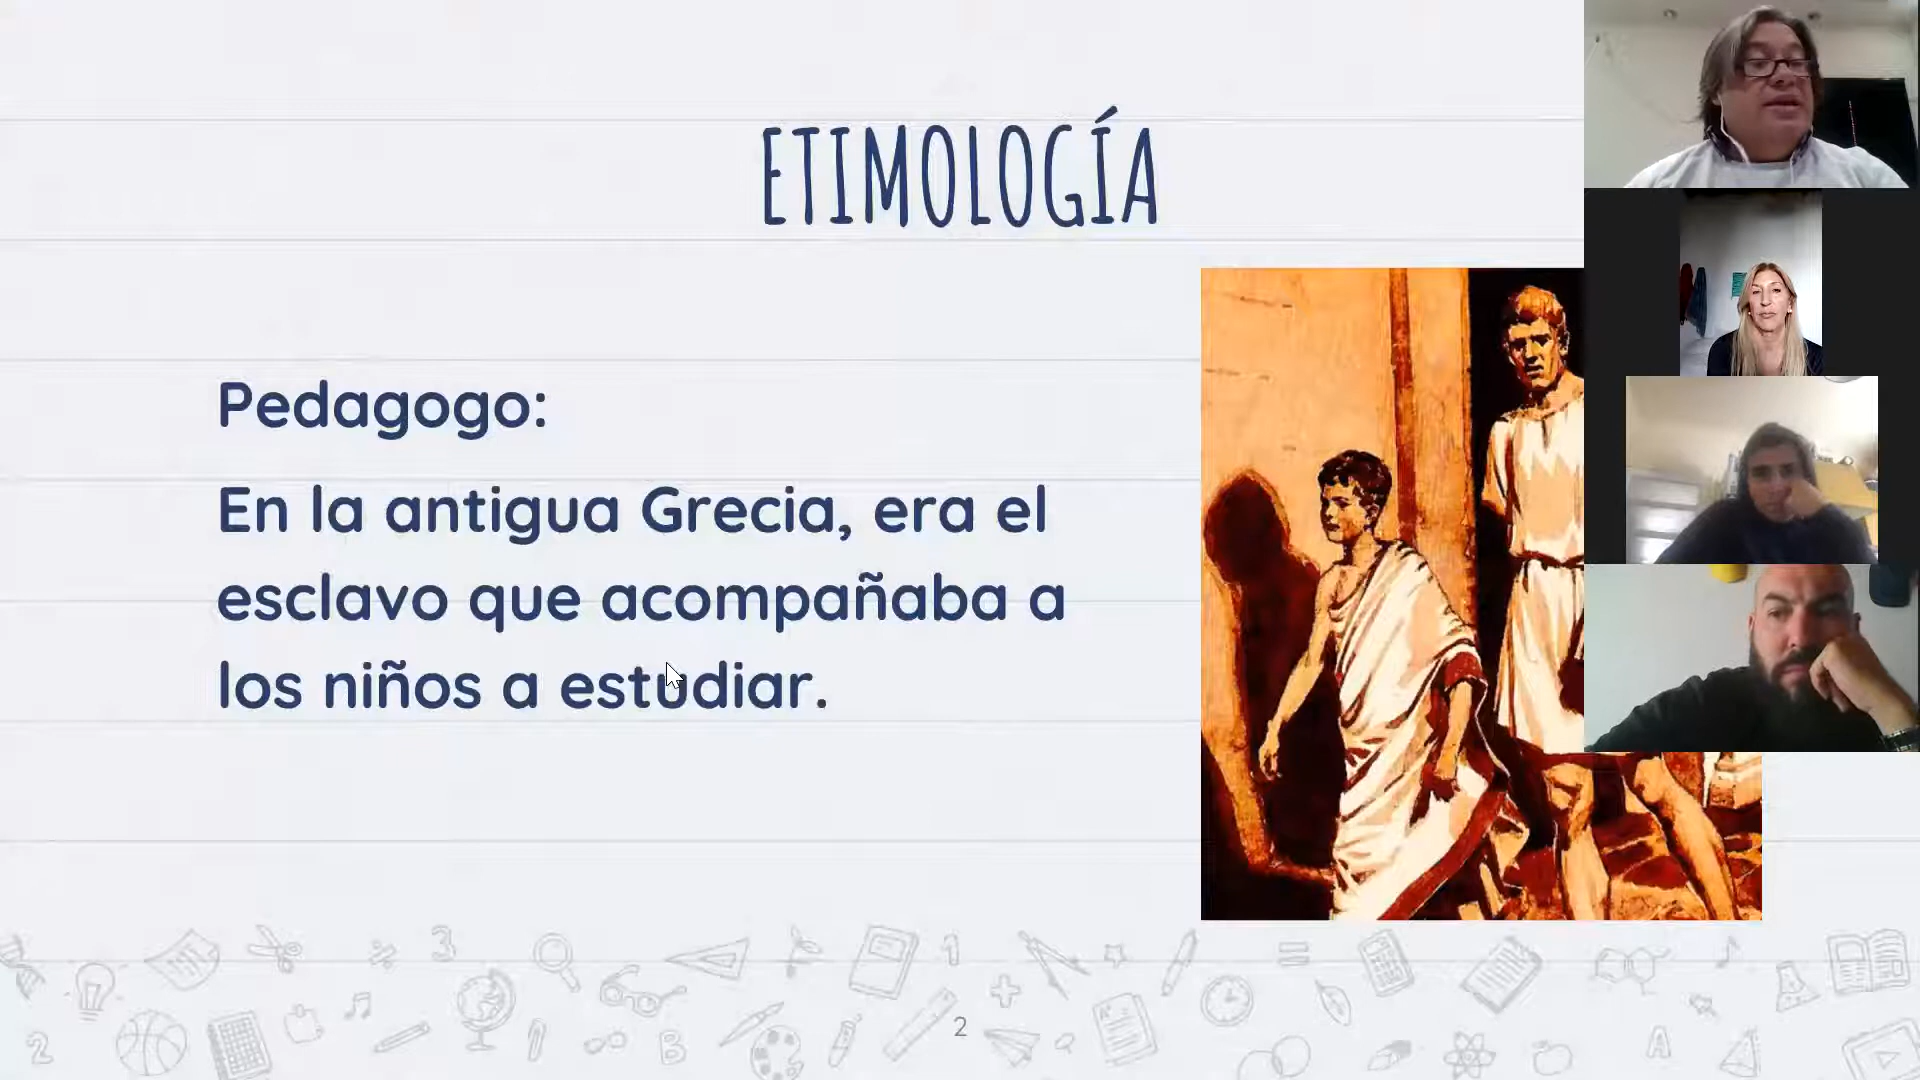 ETIMOLOGÍA
Pedagogo:
En la antigua Grecia, era el
esclavo que acompañaba a
los niños a estudiar.
2